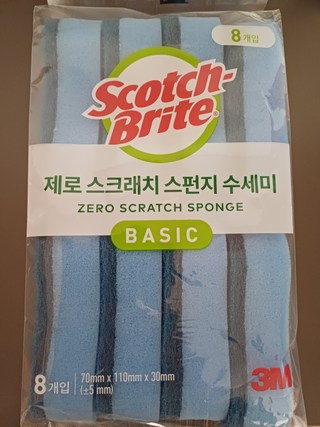 8개입
Scotch-
Brite
제로 스크래치 스펀지 수세미
ZERO SCRATCH SPONGE
BASIC
8개입
70mm x 110mm x 30mm
(±5 mm)
3M